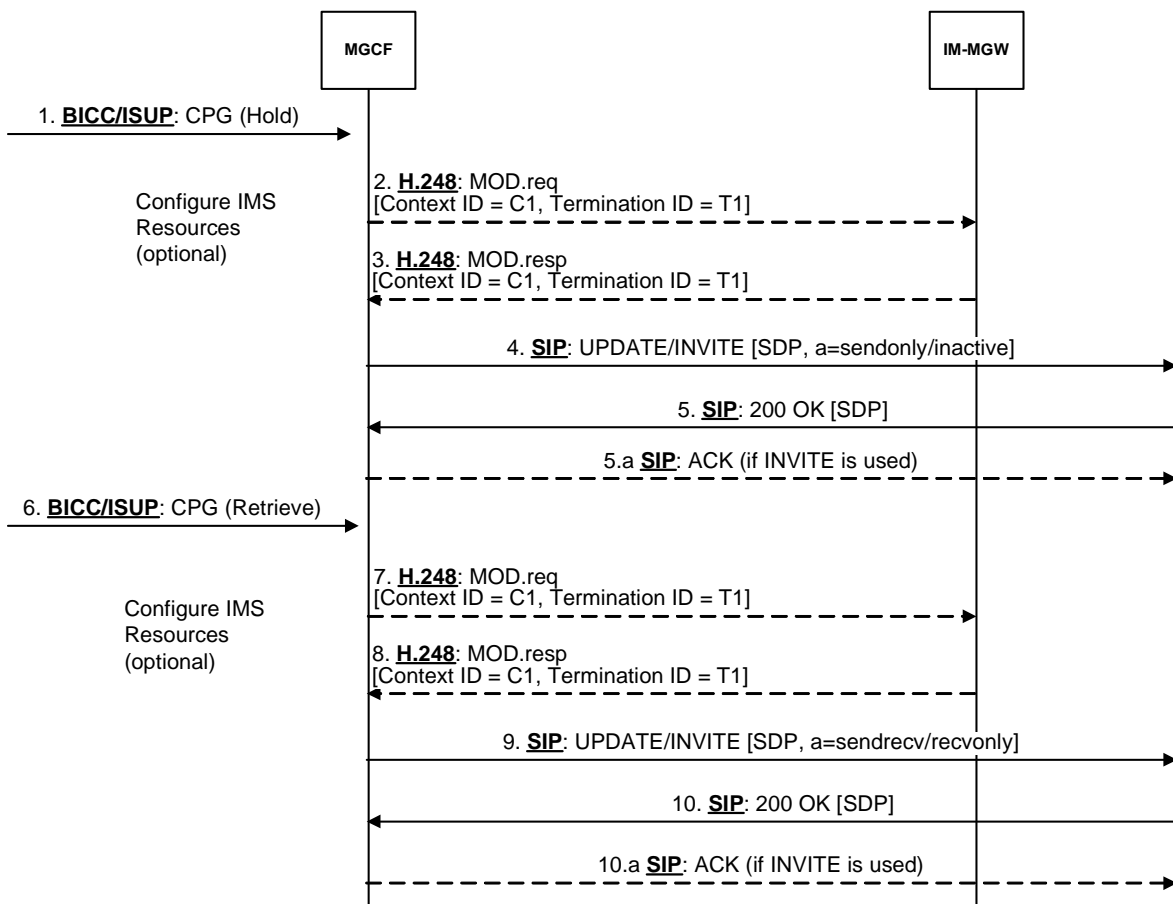 MGCF
IM-MGW
1. BICC/ISUP: CPG (Hold)
Configure IMS
Resources
(optional)
2. H.248: MOD.req
[Context ID = C1, Termination ID = T1]
3. H.248: MOD.resp
[Context ID = C1, Termination ID = T1]
4. SIP: UPDATE/INVITE [SDP, a=sendonly/inactive]
5. SIP: 200 OK [SDP]
5.a SIP: ACK (if INVITE is used)
6. BICC/ISUP: CPG (Retrieve)
Configure IMS
Resources
(optional)
7. H.248: MOD.req
[Context ID = C1, Termination ID = T1]
8. H.248: MOD.resp
[Context ID = C1, Termination ID = T1]
9. SIP: UPDATE/INVITE [SDP, a=sendrecv/recvonly]
10. SIP: 200 OK [SDP]
10.a SIP: ACK (if INVITE is used)